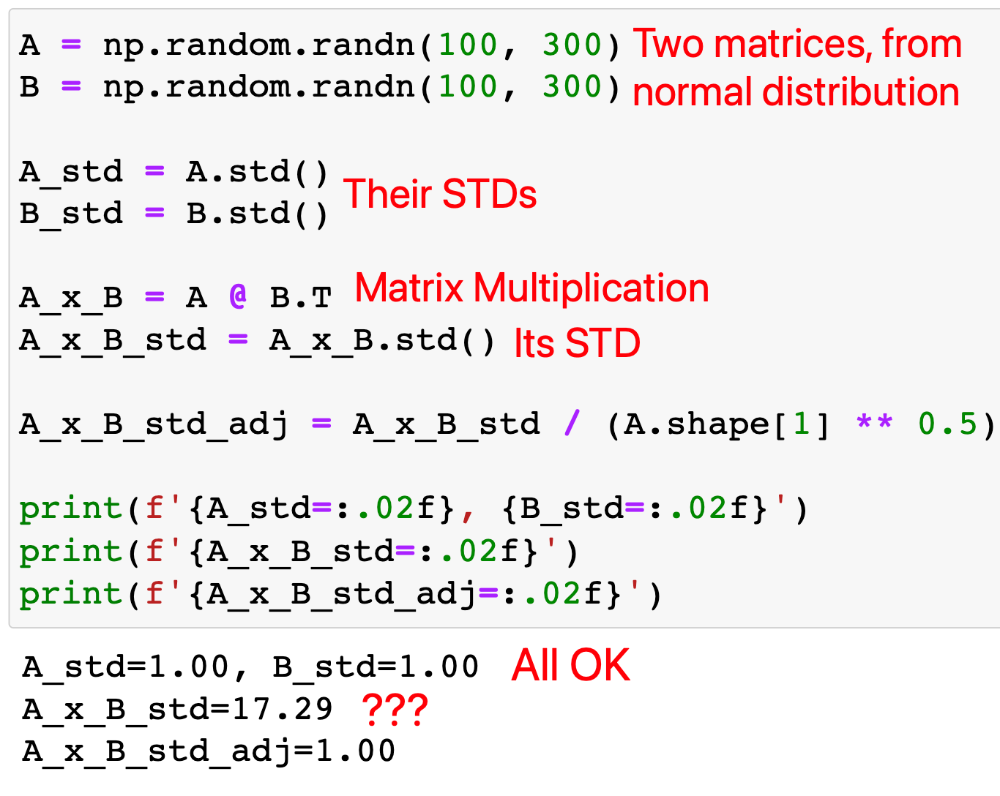 A = np.random.randn(100, 300) Two matrices, from
B = np.random.randn(100, 300) normal distribution
A_std = A.std()
Their STDs
B_std = B.std()
A_x_B = A @ B.T Matrix Multiplication
A_x_B_std = A_x_B.std() Its STD
A_x_B_std_adj = A_x_B_std / (A.shape[1] ** 0.5)
print(f'{A_std=:.02f}, {B_std=:.02f}')
print(f'{A_x_B_std=:.02f}')
print(f'{A_x_B_std_adj=:.02f}')
A_std=1.00, B_std=1.00 All OK
A_x_B_std=17.29 ???
A_x_B_std_adj=1.00